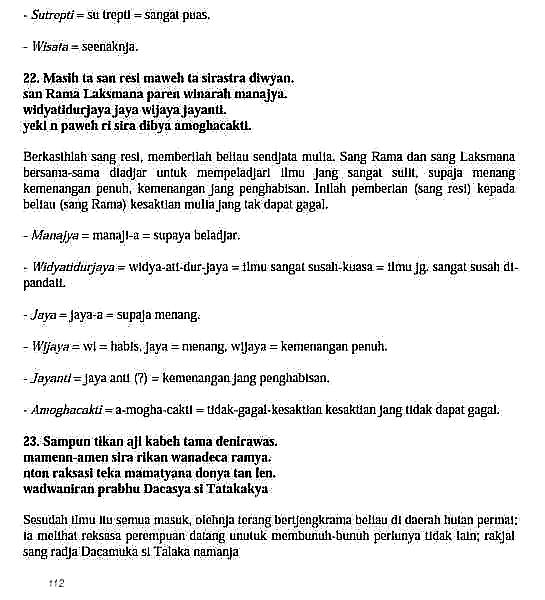 - Sutrepti = su trepti = sangat puas.
- Wisata = seenaknja.
22. Masih ta san resi maweh ta sirastra diwyan.
san Rama Laksmana paren winarah manajya.
widyatidurjaya jaya wijaya jayanti.
yeki n paweh ri sira dibya amoghacakti.
Berkasihlah sang resi, memberilah beliau sendjata mulia. Sang Rama dan sang Laksmana
bersama-sama diadjar untuk mempeladjari ilmu jang sangat sulit, supaja menang
kemenangan penuh, kemenangan jang penghabisan. Inilah pemberian (sang resi) kepada
beliau (sang Rama) kesaktian mulia jang tak dapat gagal.
- Manajya = manaji-a = supaya beladjar.
- Widyatidurjaya = widya-ati-dur-jaya = ilmu sangat susah-kuasa = ilmu jg. sangat susah di-
pandaii.
- Jaya = jaya-a = supaja menang.
- Wijaya = wi = habis, jaya = menang, wijaya = kemenangan penuh.
- Jayanti = jaya anti (?) = kemenangan jang penghabisan.
- Amoghacakti = a-mogha-cakti = tidak-gagal-kesaktian kesaktian jang tidak dapat gagal.
23. Sampun tikan aji kabeh tama denirawas.
mamenn-amen sira rikan wanadeca ramya.
nton raksasi teka mamatyana donya tan len.
wadwaniran prabhu Dacasya si Tatakakya
Sesudah ilmu itu semua masuk, olehnja terang bertjengkrama beliau di daerah hutan permai;
ia melihat reksasa perempuan datang unutuk membunuh-bunuh perlunya tidak lain; rakjat
sang radja Dacamuka si Talaka namanja
112